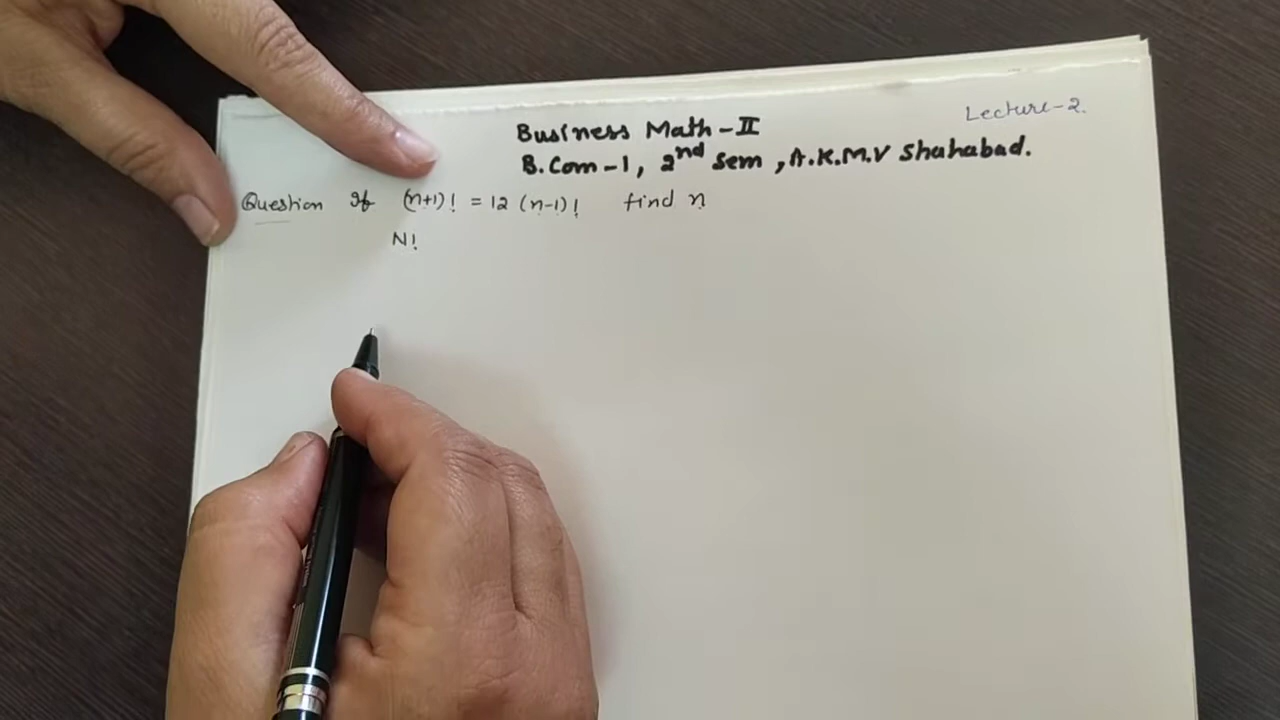 Lecture-2.
Business Math-II
B.Com-1, 2nd Sem, A.K.M.V Shahabad.
Question If (n+1)! = 12 (n-1)! find n
N!